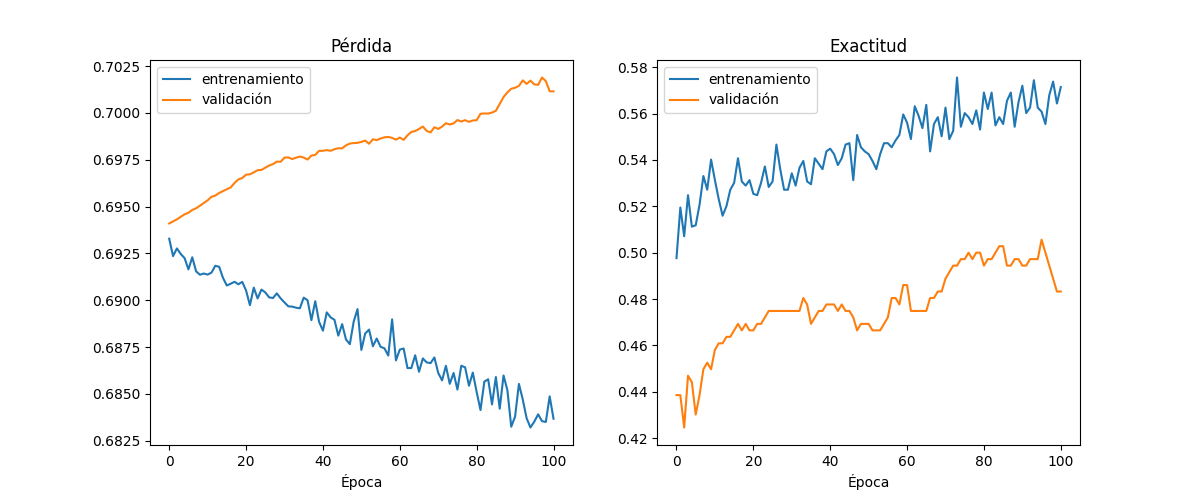 Pérdida
entrenamiento
validación
0.7025
0.7000
0.6975
0.6950
0.6925
0.6900
0.6875
0.6850
0.6825
0 20 40 60 80 100
Época
Exactitud
entrenamiento
validación
0.58
0.56
0.54
0.52
0.50
0.48
0.46
0.44
0.42
0 20 40 60 80 100
Época